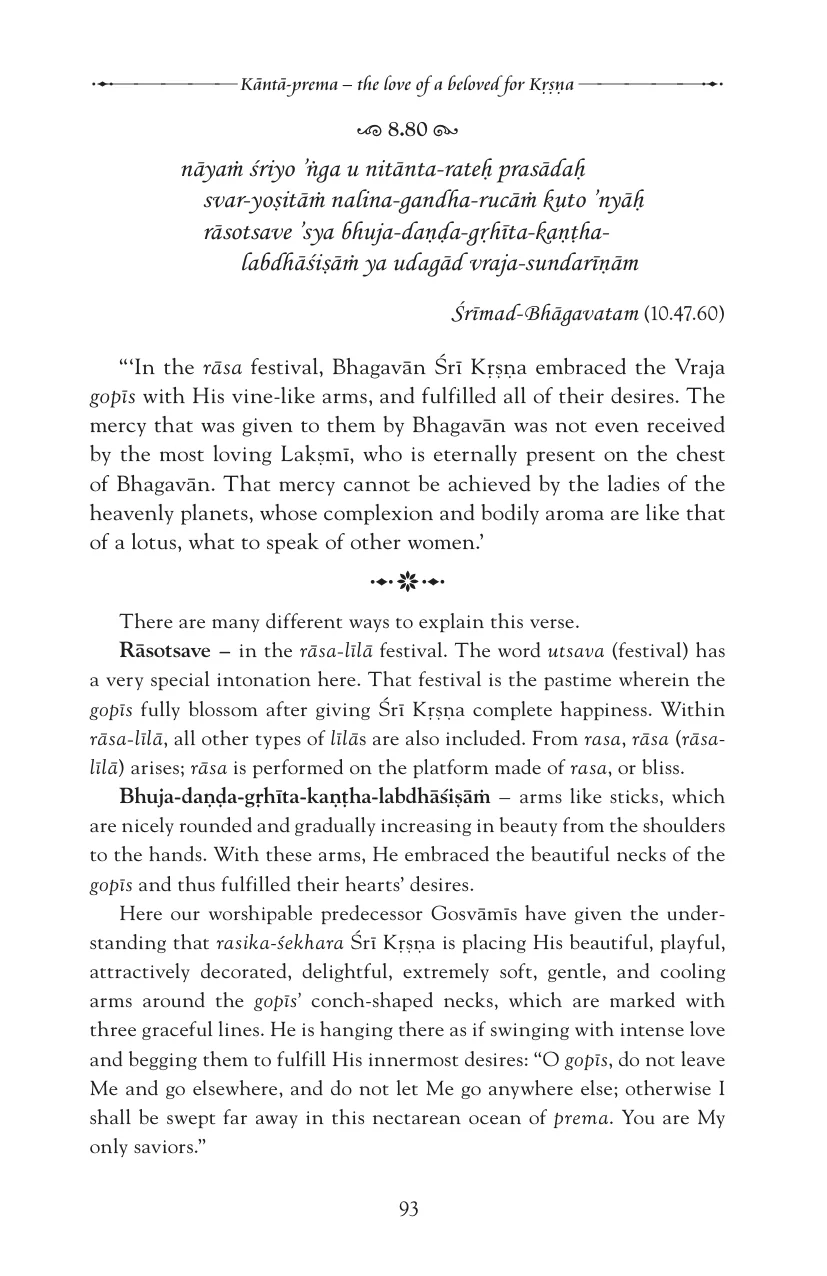 Kāntā-prema – the love of a beloved for Kṛṣṇa
8.80
nāyaṁ śriyo ’ṅga u nitānta-rateḥ prasādaḥ
svar-yoṣitāṁ nalina-gandha-rucāṁ kuto ’nyāḥ
rāsotsave ’sya bhuja-daṇḍa-gṛhīta-kaṇṭha-
labdhāśiṣāṁ ya udagād vraja-sundarīṇām
Śrīmad-Bhāgavatam (10.47.60)
“‘In the rāsa festival, Bhagavān Śrī Kṛṣṇa embraced the Vraja
gopīs with His vine-like arms, and fulfilled all of their desires. The
mercy that was given to them by Bhagavān was not even received
by the most loving Lakṣmī, who is eternally present on the chest
of Bhagavān. That mercy cannot be achieved by the ladies of the
heavenly planets, whose complexion and bodily aroma are like that
of a lotus, what to speak of other women.’
There are many different ways to explain this verse.
Rāsotsave – in the rāsa-līlā festival. The word utsava (festival) has
a very special intonation here. That festival is the pastime wherein the
gopīs fully blossom after giving Śrī Kṛṣṇa complete happiness. Within
rāsa-līlā, all other types of līlās are also included. From rasa, rāsa (rāsa-
līlā) arises; rāsa is performed on the platform made of rasa, or bliss.
Bhuja-daṇḍa-gṛhīta-kaṇṭha-labdhāśiṣāṁ – arms like sticks, which
are nicely rounded and gradually increasing in beauty from the shoulders
to the hands. With these arms, He embraced the beautiful necks of the
gopīs and thus fulfilled their hearts’ desires.
Here our worshipable predecessor Gosvāmīs have given the under-
standing that rasika-śekhara Śrī Kṛṣṇa is placing His beautiful, playful,
attractively decorated, delightful, extremely soft, gentle, and cooling
arms around the gopīs’ conch-shaped necks, which are marked with
three graceful lines. He is hanging there as if swinging with intense love
and begging them to fulfill His innermost desires: “O gopīs, do not leave
Me and go elsewhere, and do not let Me go anywhere else; otherwise I
shall be swept far away in this nectarean ocean of prema. You are My
only saviors.”
93